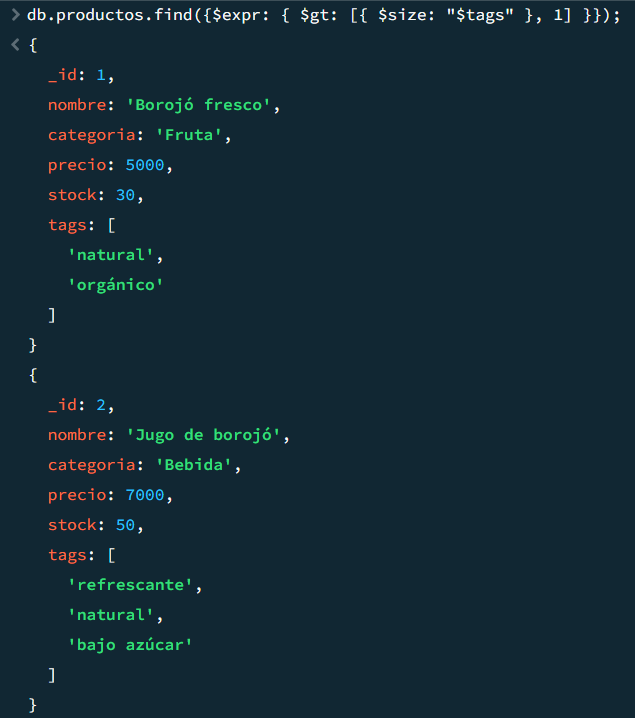 > db.productos.find({$expr: { $gt: [{ $size: "$tags" }, 1] }});
< {
_id: 1,
nombre: 'Borojó fresco',
categoria: 'Fruta',
precio: 5000,
stock: 30,
tags: [
'natural',
'orgánico'
]
}
{
_id: 2,
nombre: 'Jugo de borojó',
categoria: 'Bebida',
precio: 7000,
stock: 50,
tags: [
'refrescante',
'natural',
'bajo azúcar'
]
}